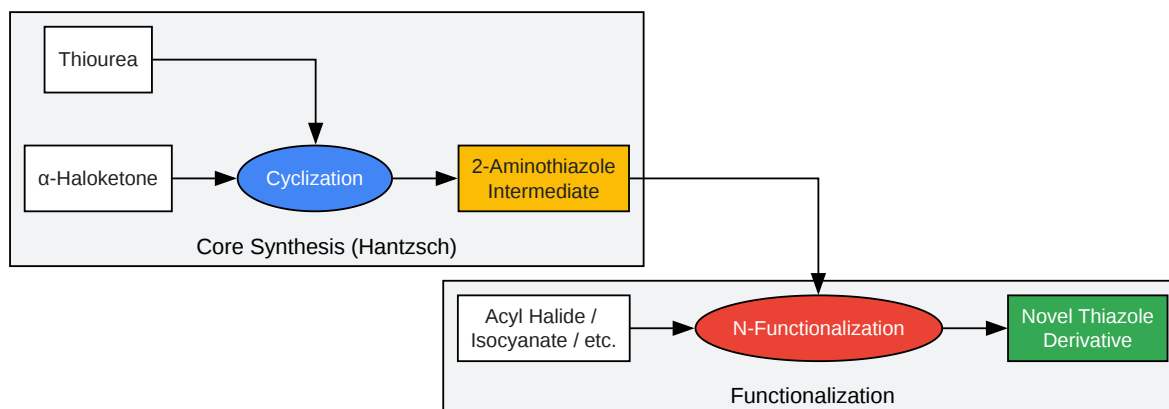 Thiourea
α-Haloketone
Cyclization
2-Aminothiazole
Intermediate
Core Synthesis (Hantzsch)
Acyl Halide /
Isocyanate / etc.
N-Functionalization
Novel Thiazole
Derivative
Functionalization